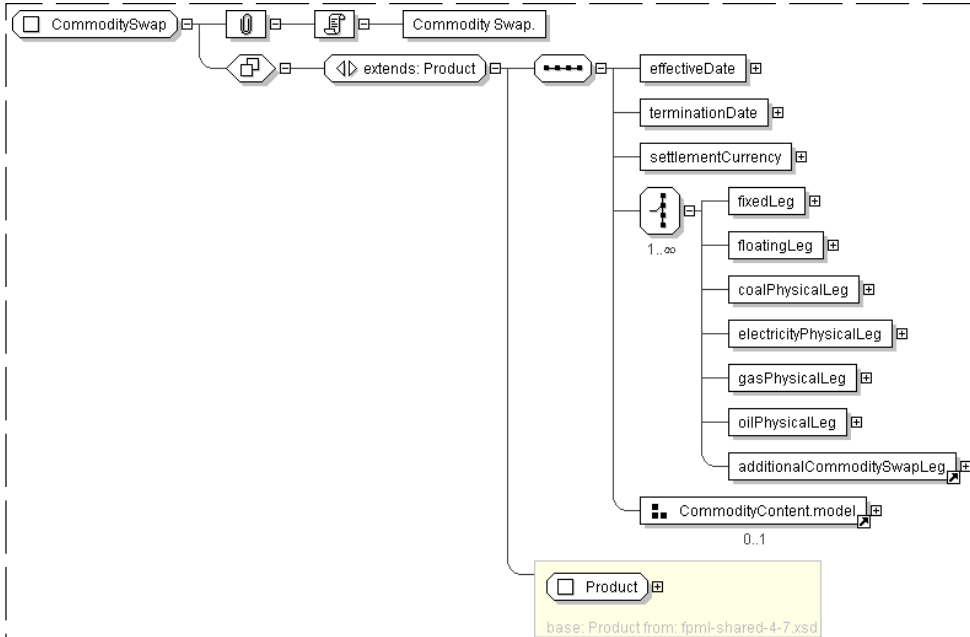 CommoditySwap
Commodity Swap.
extends: Product
effectiveDate
terminationDate
settlementCurrency
1..∞
fixedLeg
floatingLeg
coalPhysicalLeg
electricityPhysicalLeg
gasPhysicalLeg
oilPhysicalLeg
additionalCommoditySwapLeg
CommodityContent.model
0..1
Product
base: Product from: fpml-shared-4-7.xsd